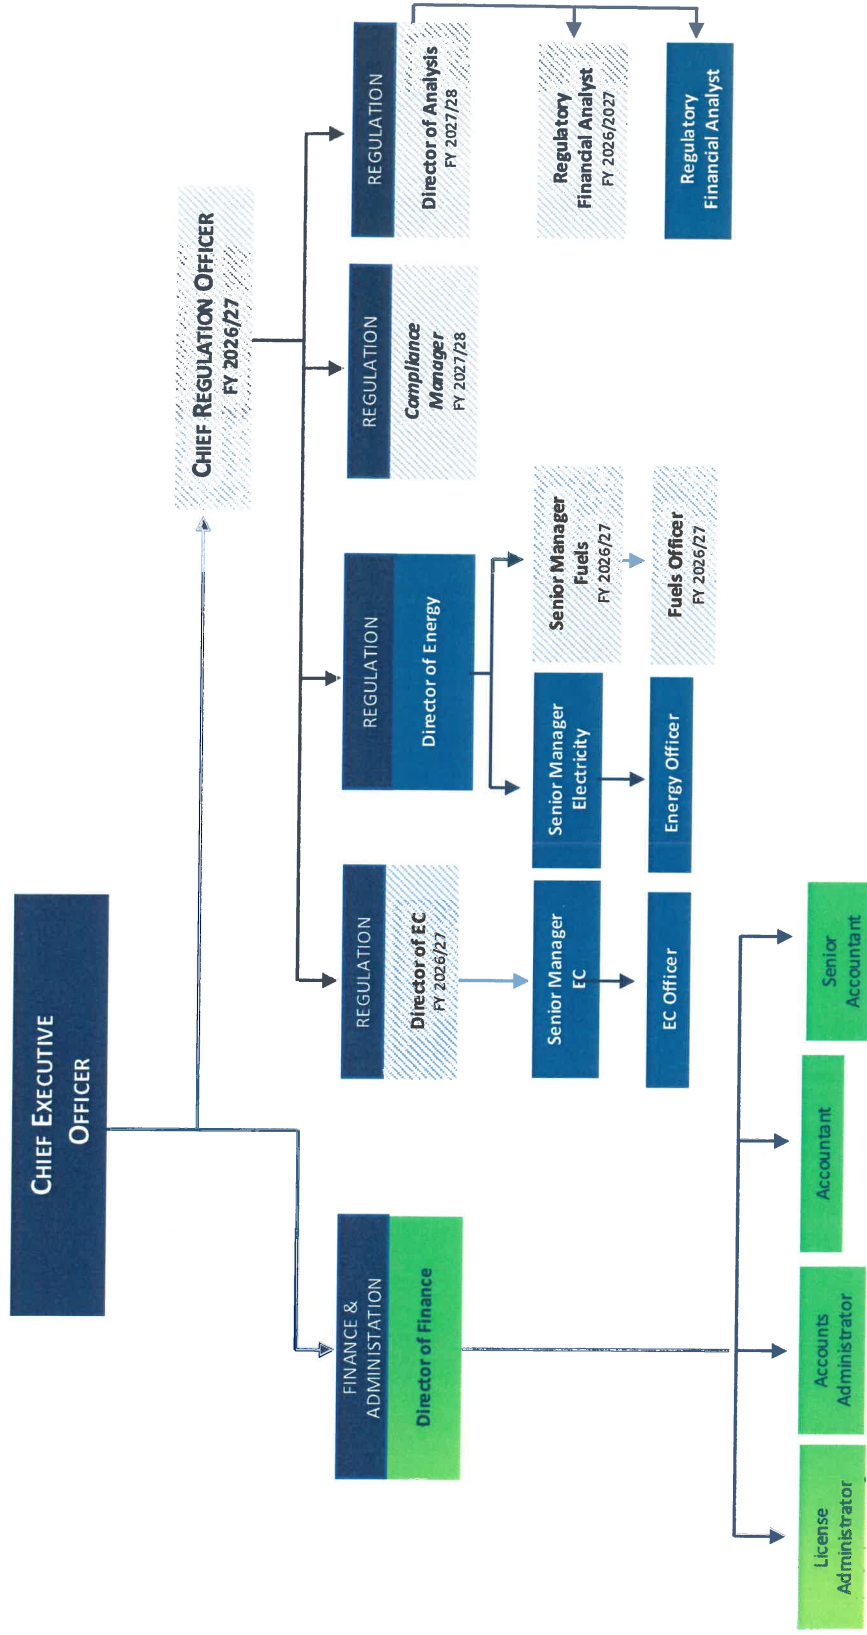 CHIEF EXECUTIVE
OFFICER
CHIEF REGULATION OFFICER
FY 2026/27
FINANCE &
ADMINISTATION
Director of Finance
REGULATION
Director of EC
FY 2026/27
REGULATION
Director of Energy
REGULATION
Compliance
Manager
FY 2027/28
REGULATION
Director of Analysis
FY 2027/28
Senior Manager
EC
Senior Manager
Electricity
Senior Manager
Fuels
FY 2026/27
Regulatory
Financial Analyst
FY 2026/2027
EC Officer
Energy Officer
Fuels Officer
FY 2026/27
Regulatory
Financial Analyst
License
Administrator
Accounts
Administrator
Accountant
Senior
Accountant